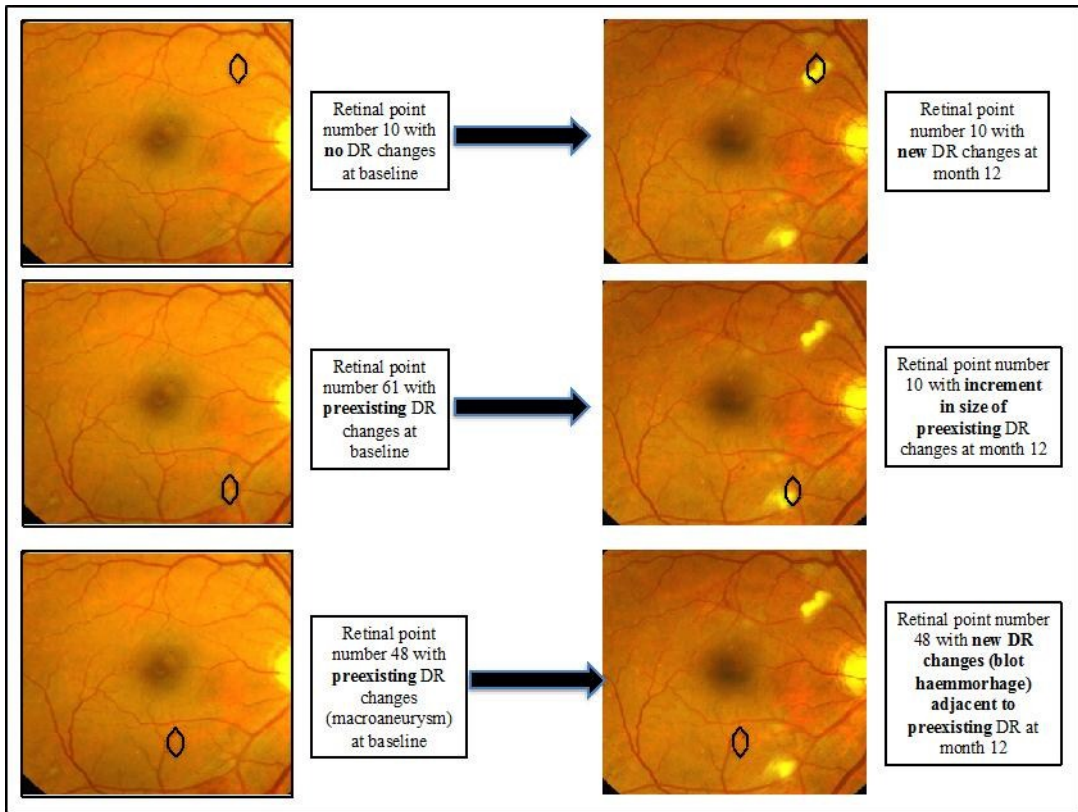 Retinal point
number 10 with
no DR changes
at baseline
Retinal point
number 10 with
new DR changes at
month 12
Retinal point
number 61 with
preexisting DR
changes at
baseline
Retinal point number
10 with increment
in size of
preexisting DR
changes at month 12
Retinal point
number 48 with
preexisting DR
changes
(macroaneurysm)
at baseline
Retinal point number
48 with new DR
changes (blot
haemmorhage)
adjacent to
preexisting DR at
month 12